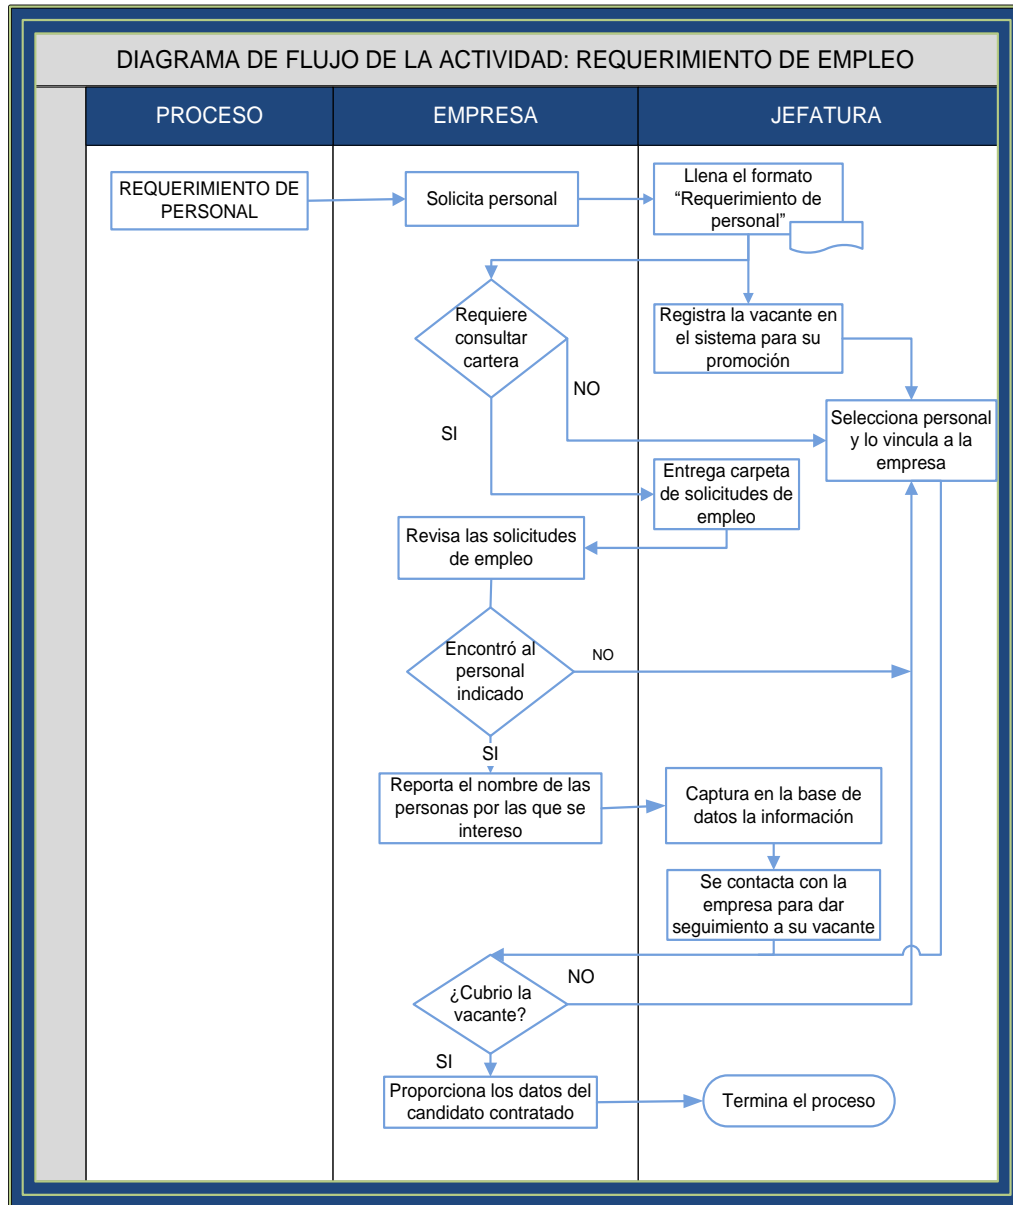 DIAGRAMA DE FLUJO DE LA ACTIVIDAD: REQUERIMIENTO DE EMPLEO
PROCESO
EMPRESA
JEFATURA
REQUERIMIENTO DE
PERSONAL
Solicita personal
Llena el formato
“Requerimiento de
personal”
Requiere
consultar
cartera
Registra la vacante en
el sistema para su
promoción
NO
SI
Selecciona personal
y lo vincula a la
empresa
Entrega carpeta
de solicitudes de
empleo
Revisa las solicitudes
de empleo
Encontró al
personal
indicado
NO
SI
Reporta el nombre de las
personas por las que se
intereso
Captura en la base de
datos la información
Se contacta con la
empresa para dar
seguimiento a su vacante
¿Cubrio la
vacante?
NO
SI
Proporciona los datos del
candidato contratado
Termina el proceso